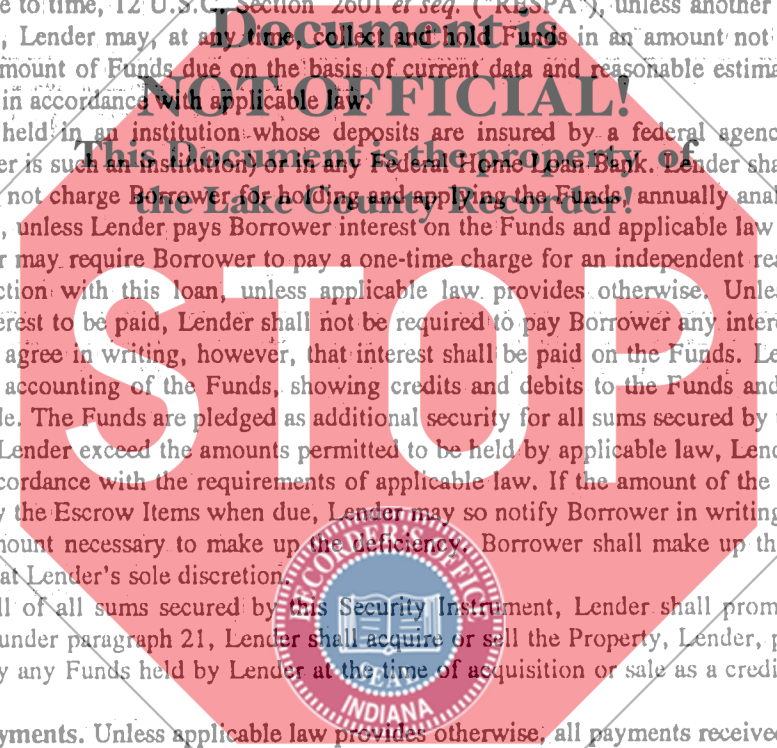 e to time, 12 U.S.C. Section 2601 et seq. ("RESPA"), unless another
Document is
, Lender may, at any time, collect and hold Funds in an amount not
mount of Funds due on the basis of current data and reasonable estima
NOT OFFICIAL!
in accordance with applicable law.
held in an institution whose deposits are insured by a federal agenc
This Document is the property of
er is such an institution) or in any Federal Home Loan Bank. Lender sha
not charge Borrower for holding and applying the Funds, annually anal
the Lake County Recorder!
, unless Lender pays Borrower interest on the Funds and applicable law
r may require Borrower to pay a one-time charge for an independent rea
ction with this loan, unless applicable law provides otherwise. Unle
erest to be paid, Lender shall not be required to pay Borrower any inter
STOP
agree in writing, however, that interest shall be paid on the Funds. Le
accounting of the Funds, showing credits and debits to the Funds and
le. The Funds are pledged as additional security for all sums secured by
Lender exceed the amounts permitted to be held by applicable law, Lend
cordance with the requirements of applicable law. If the amount of the
y the Escrow Items when due, Lender may so notify Borrower in writing
mount necessary to make up the deficiency. Borrower shall make up th
at Lender's sole discretion.
ll of all sums secured by this Security Instrument, Lender shall prom
under paragraph 21, Lender shall acquire or sell the Property, Lender, p
y any Funds held by Lender at the time of acquisition or sale as a credi
RECORDER'S OFFICE
SEAL
INDIANA
yments. Unless applicable law provides otherwise, all payments receive